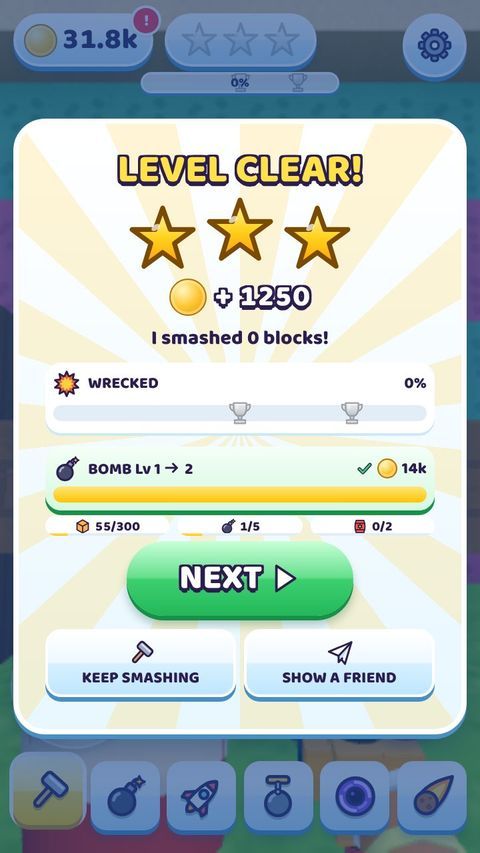 31.8k !
0%
LEVEL CLEAR!
+ 1250
I smashed 0 blocks!
WRECKED 0%
BOMB Lv 1 → 2 14k
55/300 1/5 0/2
NEXT
KEEP SMASHING SHOW A FRIEND